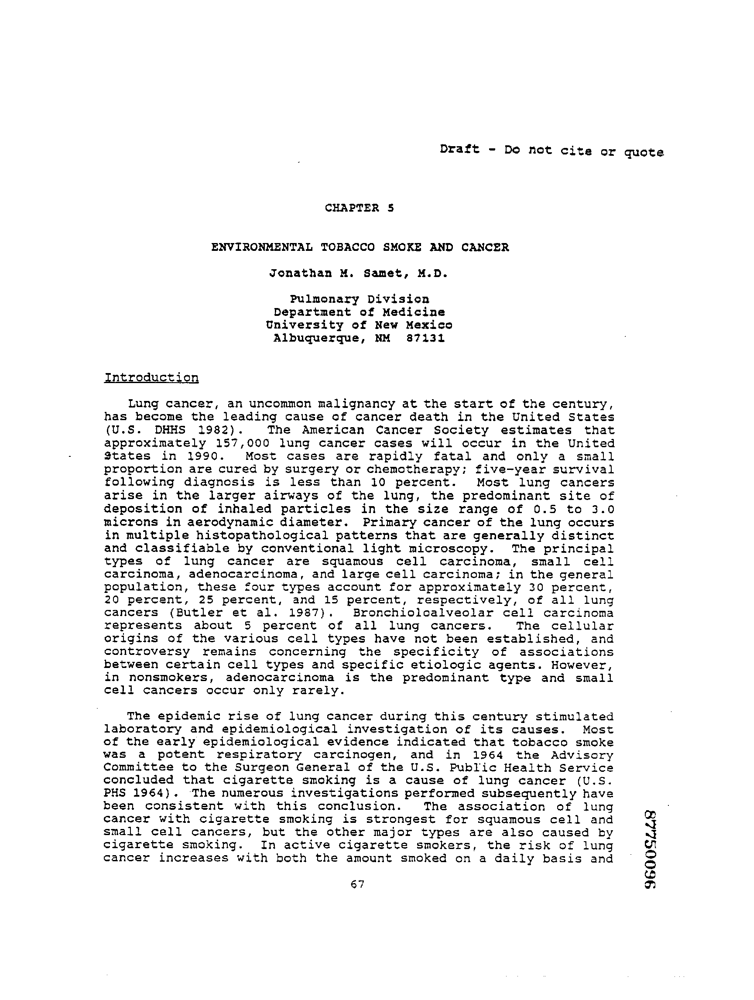 Draft - Do not cite or quote
CHAPTER 5
ENVIRONMENTAL TOBACCO SMOKE AND CANCER
Jonathan M. Samet, M.D.
Pulmonary Division
Department of Medicine
University of New Mexico
Albuquerque, NM 87131
Introduction
Lung cancer, an uncommon malignancy at the start of the century,
has become the leading cause of cancer death in the United States
(U.S. DHHS 1982). The American Cancer Society estimates that
approximately 157,000 lung cancer cases will occur in the United
States in 1990. Most cases are rapidly fatal and only a small
proportion are cured by surgery or chemotherapy; five-year survival
following diagnosis is less than 10 percent. Most lung cancers
arise in the larger airways of the lung, the predominant site of
deposition of inhaled particles in the size range of 0.5 to 3.0
microns in aerodynamic diameter. Primary cancer of the lung occurs
in multiple histopathological patterns that are generally distinct
and classifiable by conventional light microscopy. The principal
types of lung cancer are squamous cell carcinoma, small cell
carcinoma, adenocarcinoma, and large cell carcinoma; in the general
population, these four types account for approximately 30 percent,
20 percent, 25 percent, and 15 percent, respectively, of all lung
cancers (Butler et al. 1987). Bronchioloalveolar cell carcinoma
represents about 5 percent of all lung cancers. The cellular
origins of the various cell types have not been established, and
controversy remains concerning the specificity of associations
between certain cell types and specific etiologic agents. However,
in nonsmokers, adenocarcinoma is the predominant type and small
cell cancers occur only rarely.
The epidemic rise of lung cancer during this century stimulated
laboratory and epidemiological investigation of its causes. Most
of the early epidemiological evidence indicated that tobacco smoke
was a potent respiratory carcinogen, and in 1964 the Advisory
Committee to the Surgeon General of the U.S. Public Health Service
concluded that cigarette smoking is a cause of lung cancer (U.S.
PHS 1964). The numerous investigations performed subsequently have
been consistent with this conclusion. The association of lung
cancer with cigarette smoking is strongest for squamous cell and
small cell cancers, but the other major types are also caused by
cigarette smoking. In active cigarette smokers, the risk of lung
cancer increases with both the amount smoked on a daily basis and
67
87750096